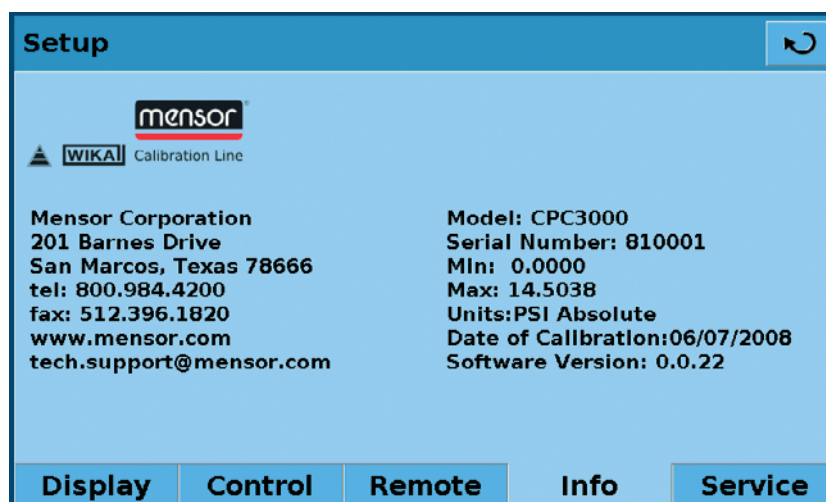 Setup
mensor
WIKAI Calibration Line
Mensor Corporation
201 Barnes Drive
San Marcos, Texas 78666
tel: 800.984.4200
fax: 512.396.1820
www.mensor.com
tech.support@mensor.com
Model: CPC3000
Serial Number: 810001
Min: 0.0000
Max: 14.5038
Units:PSI Absolute
Date of Calibration:06/07/2008
Software Version: 0.0.22
Display Control Remote Info Service